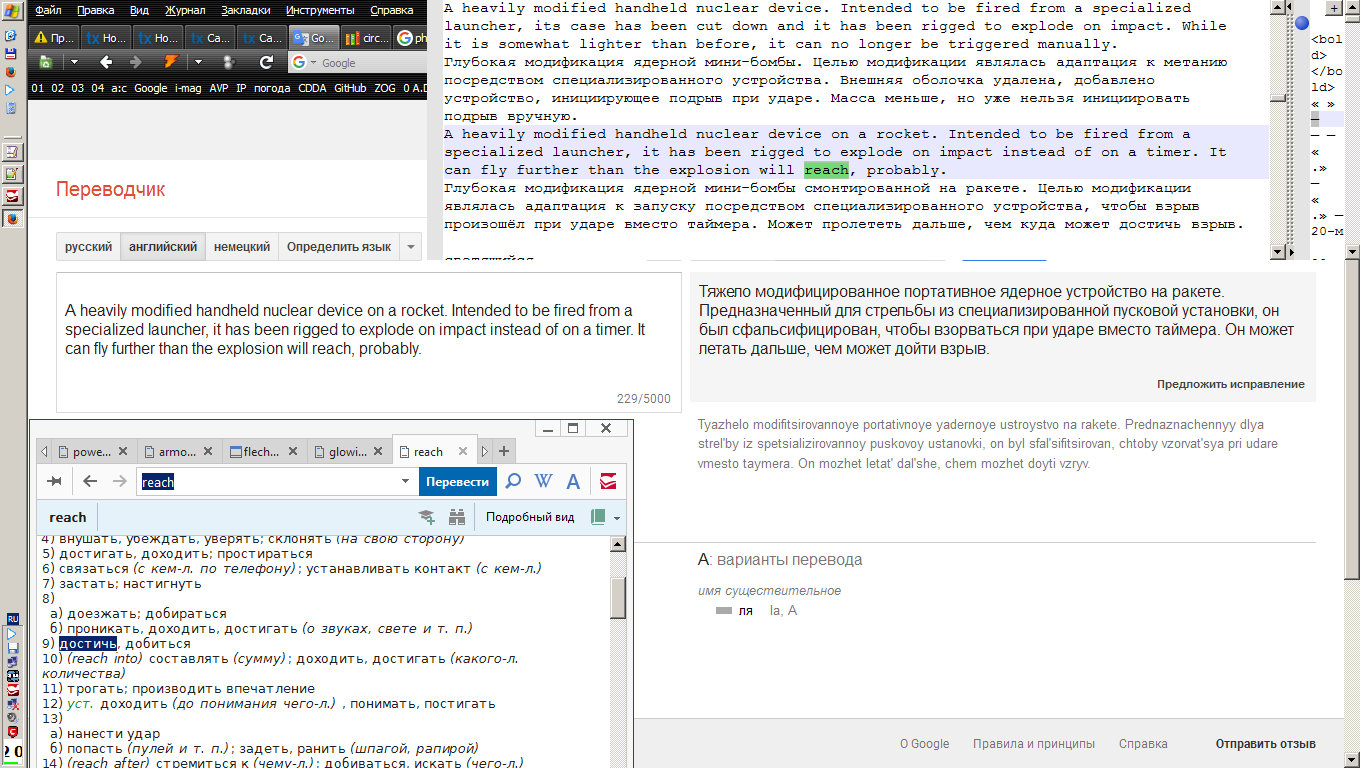 Файл Правка Вид Журнал Закладки Инструменты Справка
Пр... Но... Но... Са... Са... Go... circ... ph
Google
01 02 03 04 a:c Google i-mag AVP IP погода CDDA GitHub ZOG 0 A.D
Переводчик
русский английский немецкий Определить язык
A heavily modified handheld nuclear device. Intended to be fired from a specialized
launcher, its case has been cut down and it has been rigged to explode on impact. While
it is somewhat lighter than before, it can no longer be triggered manually.
Глубокая модификация ядерной мини-бомбы. Целью модификации являлась адаптация к метанию
посредством специализированного устройства. Внешняя оболочка удалена, добавлено
устройство, инициирующее подрыв при ударе. Масса меньше, но уже нельзя инициировать
подрыв вручную.
A heavily modified handheld nuclear device on a rocket. Intended to be fired from a
specialized launcher, it has been rigged to explode on impact instead of on a timer. It
can fly further than the explosion will reach, probably.
Глубокая модификация ядерной мини-бомбы смонтированной на ракете. Целью модификации
являлась адаптация к запуску посредством специализированного устройства, чтобы взрыв
произошёл при ударе вместо таймера. Может пролететь дальше, чем куда может достичь взрыв.
<bol
d>
</bo
ld>
« »
—
— —
«
.»
—
«
.» —
20-м
A heavily modified handheld nuclear device on a rocket. Intended to be fired from a
specialized launcher, it has been rigged to explode on impact instead of on a timer. It
can fly further than the explosion will reach, probably.
229/5000
Тяжело модифицированное портативное ядерное устройство на ракете.
Предназначенный для стрельбы из специализированной пусковой установки, он
был сфальсифицирован, чтобы взорваться при ударе вместо таймера. Он может
летать дальше, чем может дойти взрыв.
Предложить исправление
Tyazhelo modifitsirovannoye portativnoye yadernoye ustroystvo na rakete. Prednaznachennyy dlya
strel'by iz spetsializirovannoy puskovoy ustanovki, on byl sfal'sifitsirovan, chtoby vzorvat'sya pri udare
vmesto taymera. On mozhet letat' dal'she, chem mozhet doyti vzryv.
A: варианты перевода
имя существительное
ля la, A
О Google Правила и принципы Справка Отправить отзыв
powe... armo... flech... glowi... reach
reach Перевести W A
reach Подробный вид
4) внушать, убеждать, уверять; склонять (на свою сторону)
5) достигать, доходить; простираться
6) связаться (с кем-л. по телефону) ; устанавливать контакт (с кем-л.)
7) застать; настигнуть
8)
а) доезжать; добираться
б) проникать, доходить, достигать (о звуках, свете и т. п.)
9) достичь, добиться
10) (reach into) составлять (сумму) ; доходить, достигать (какого-л.
количества)
11) трогать; производить впечатление
12) уст. доходить (до понимания чего-л.) , понимать, постигать
13)
а) нанести удар
б) попасть (пулей и т. п.) ; задеть, ранить (шпагой, рапирой)
14) (reach after) стремиться к (чему-л.) ; добиваться, искать (чего-л.)
RU
2 0